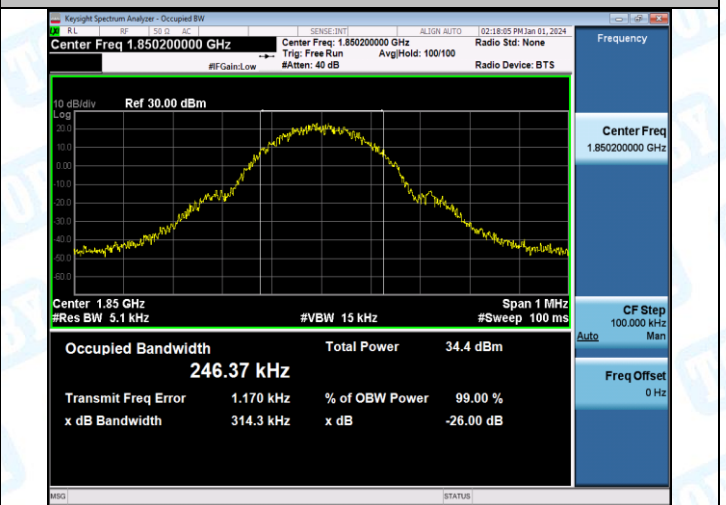 Keysight Spectrum Analyzer - Occupied BW
RL RF 50 Ω AC SENSE:INT ALIGN AUTO 02:18:05 PM Jan 01, 2024
Center Freq 1.850200000 GHz Center Freq: 1.850200000 GHz Radio Std: None Frequency
Trig: Free Run Avg|Hold: 100/100
#IFGain:Low #Atten: 40 dB Radio Device: BTS
10 dB/div Ref 30.00 dBm
Log
20.0
10.0
0.00
-10.0
-20.0
-30.0
-40.0
-50.0
-60.0
Center Freq
1.850200000 GHz
Center 1.85 GHz Span 1 MHz
#Res BW 5.1 kHz #VBW 15 kHz #Sweep 100 ms
CF Step
100.000 kHz
Auto Man
Occupied Bandwidth Total Power 34.4 dBm
246.37 kHz
Transmit Freq Error 1.170 kHz % of OBW Power 99.00 %
x dB Bandwidth 314.3 kHz x dB -26.00 dB
Freq Offset
0 Hz
MSG STATUS